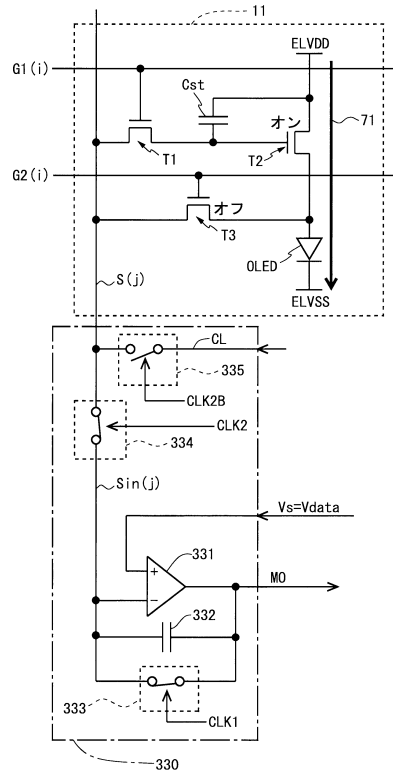 11
ELVDD
G1(i)
Cst
オン
71
T1
T2
G2(i)
オフ
T3
OLED
S(j)
ELVSS
CL
335
CLK2B
CLK2
334
Sin(j)
Vs=Vdata
331
+
−
MO
332
333
CLK1
330